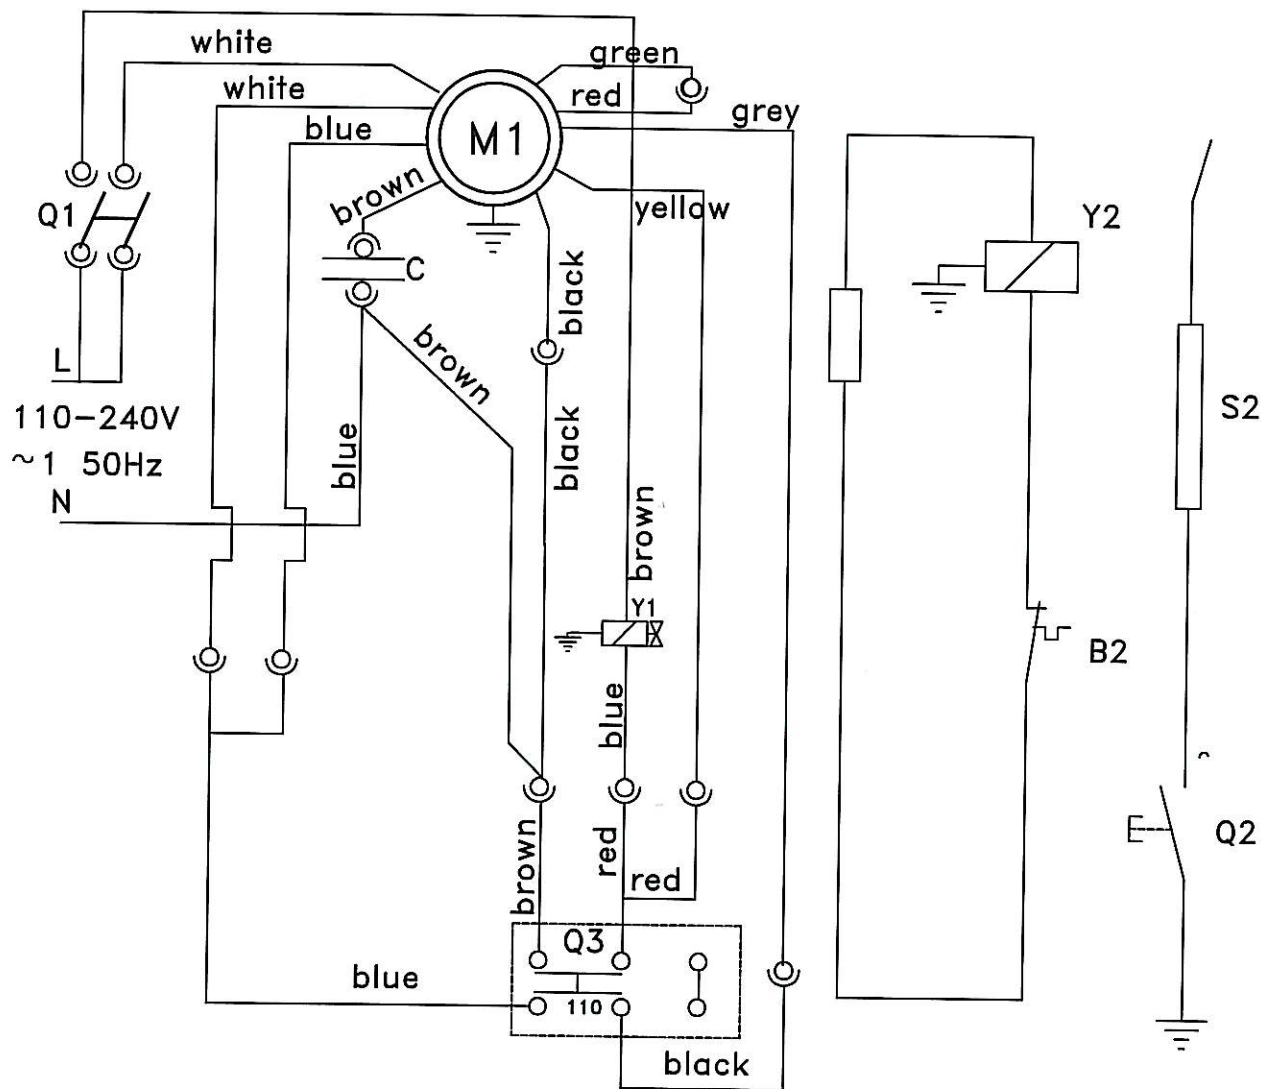 white
green
white
red
grey
blue
M1
brown
yellow
Q1
Y2
C
black
L
brown
110-240V
S2
~1 50Hz
blue
black
N
brown
Y1
B2
blue
brown
red
red
Q2
Q3
blue
110
black